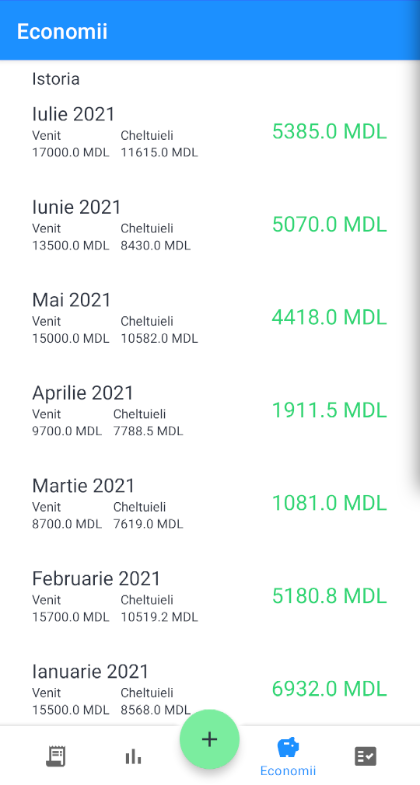 Economii
Istoria
Iulie 2021
Venit Cheltuieli
17000.0 MDL 11615.0 MDL
5385.0 MDL
Iunie 2021
Venit Cheltuieli
13500.0 MDL 8430.0 MDL
5070.0 MDL
Mai 2021
Venit Cheltuieli
15000.0 MDL 10582.0 MDL
4418.0 MDL
Aprilie 2021
Venit Cheltuieli
9700.0 MDL 7788.5 MDL
1911.5 MDL
Martie 2021
Venit Cheltuieli
8700.0 MDL 7619.0 MDL
1081.0 MDL
Februarie 2021
Venit Cheltuieli
15700.0 MDL 10519.2 MDL
5180.8 MDL
Ianuarie 2021
Venit Cheltuieli
15500.0 MDL 8568.0 MDL
6932.0 MDL
+
Economii